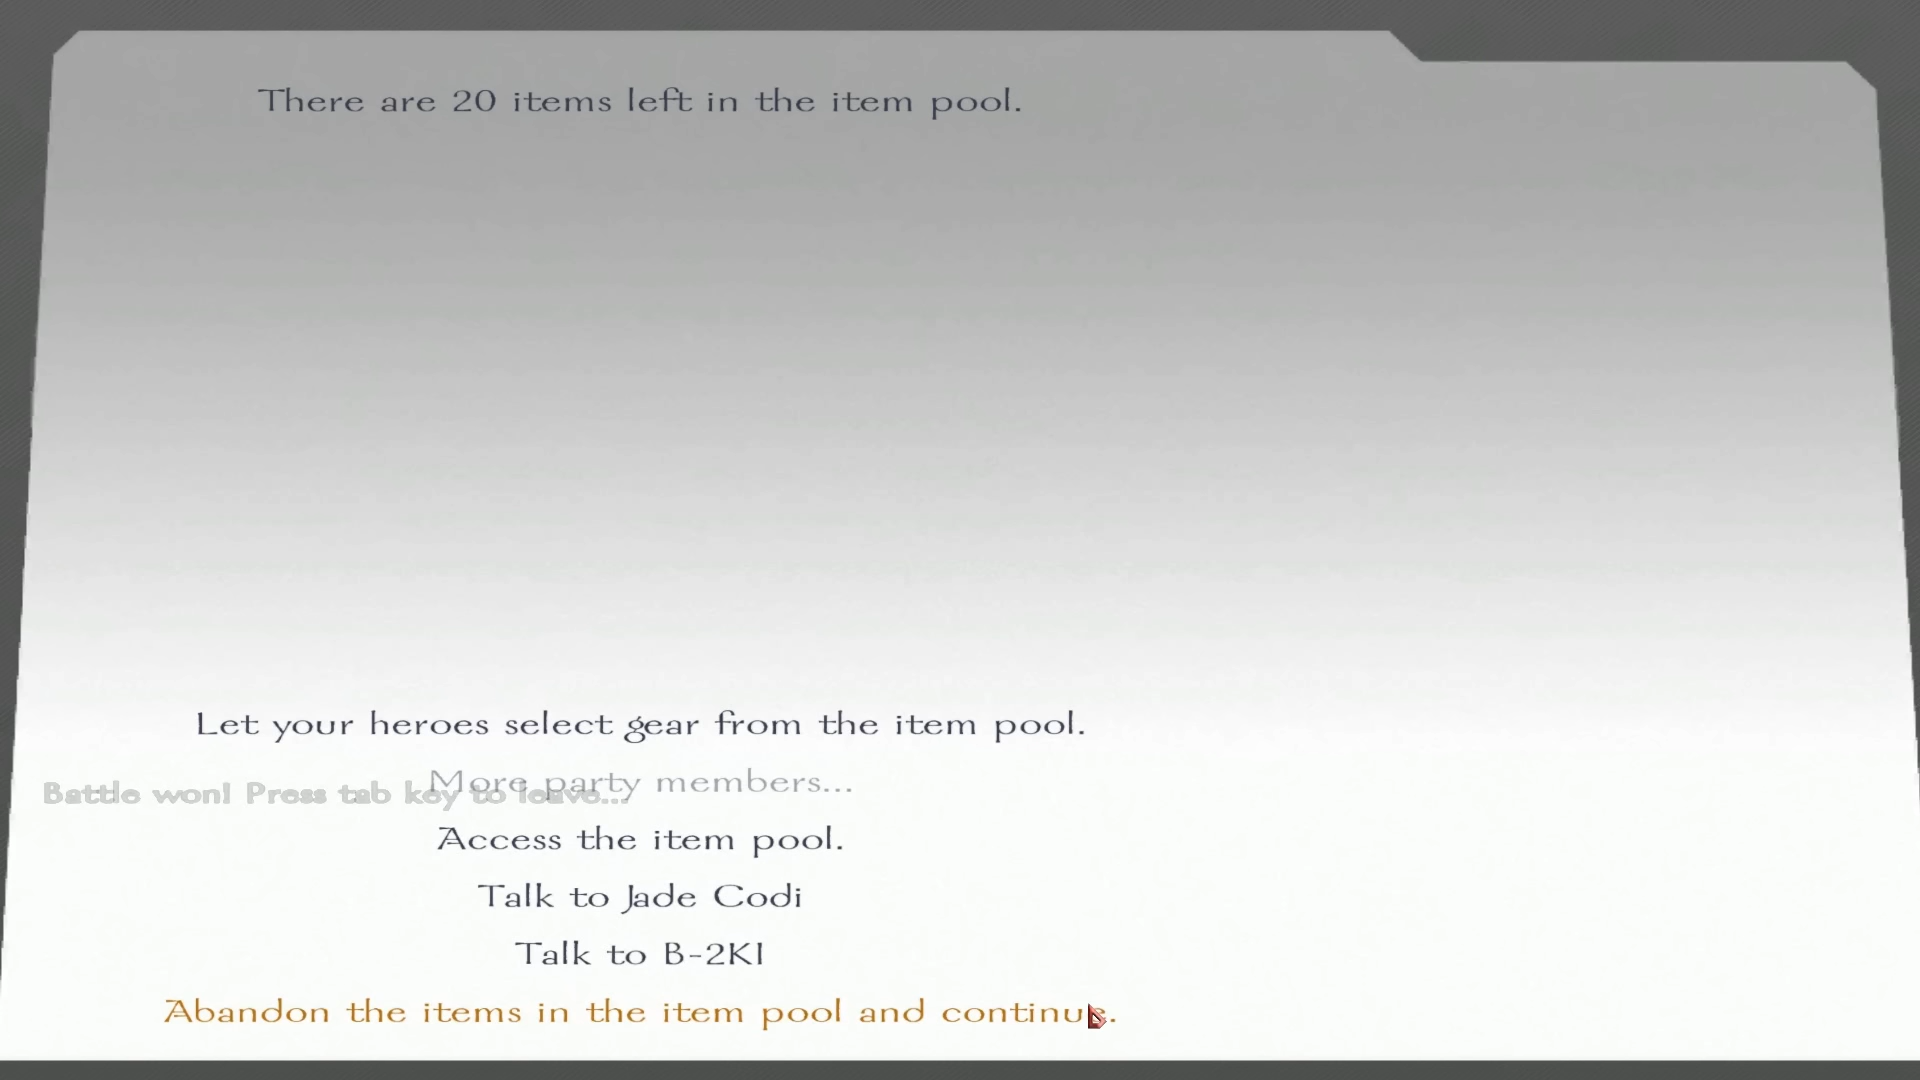 There are 20 items left in the item pool.
Let your heroes select gear from the item pool.
More party members...
Battle won! Press tab key to leave...
Access the item pool.
Talk to Jade Codi
Talk to B-2KI
Abandon the items in the item pool and continue.